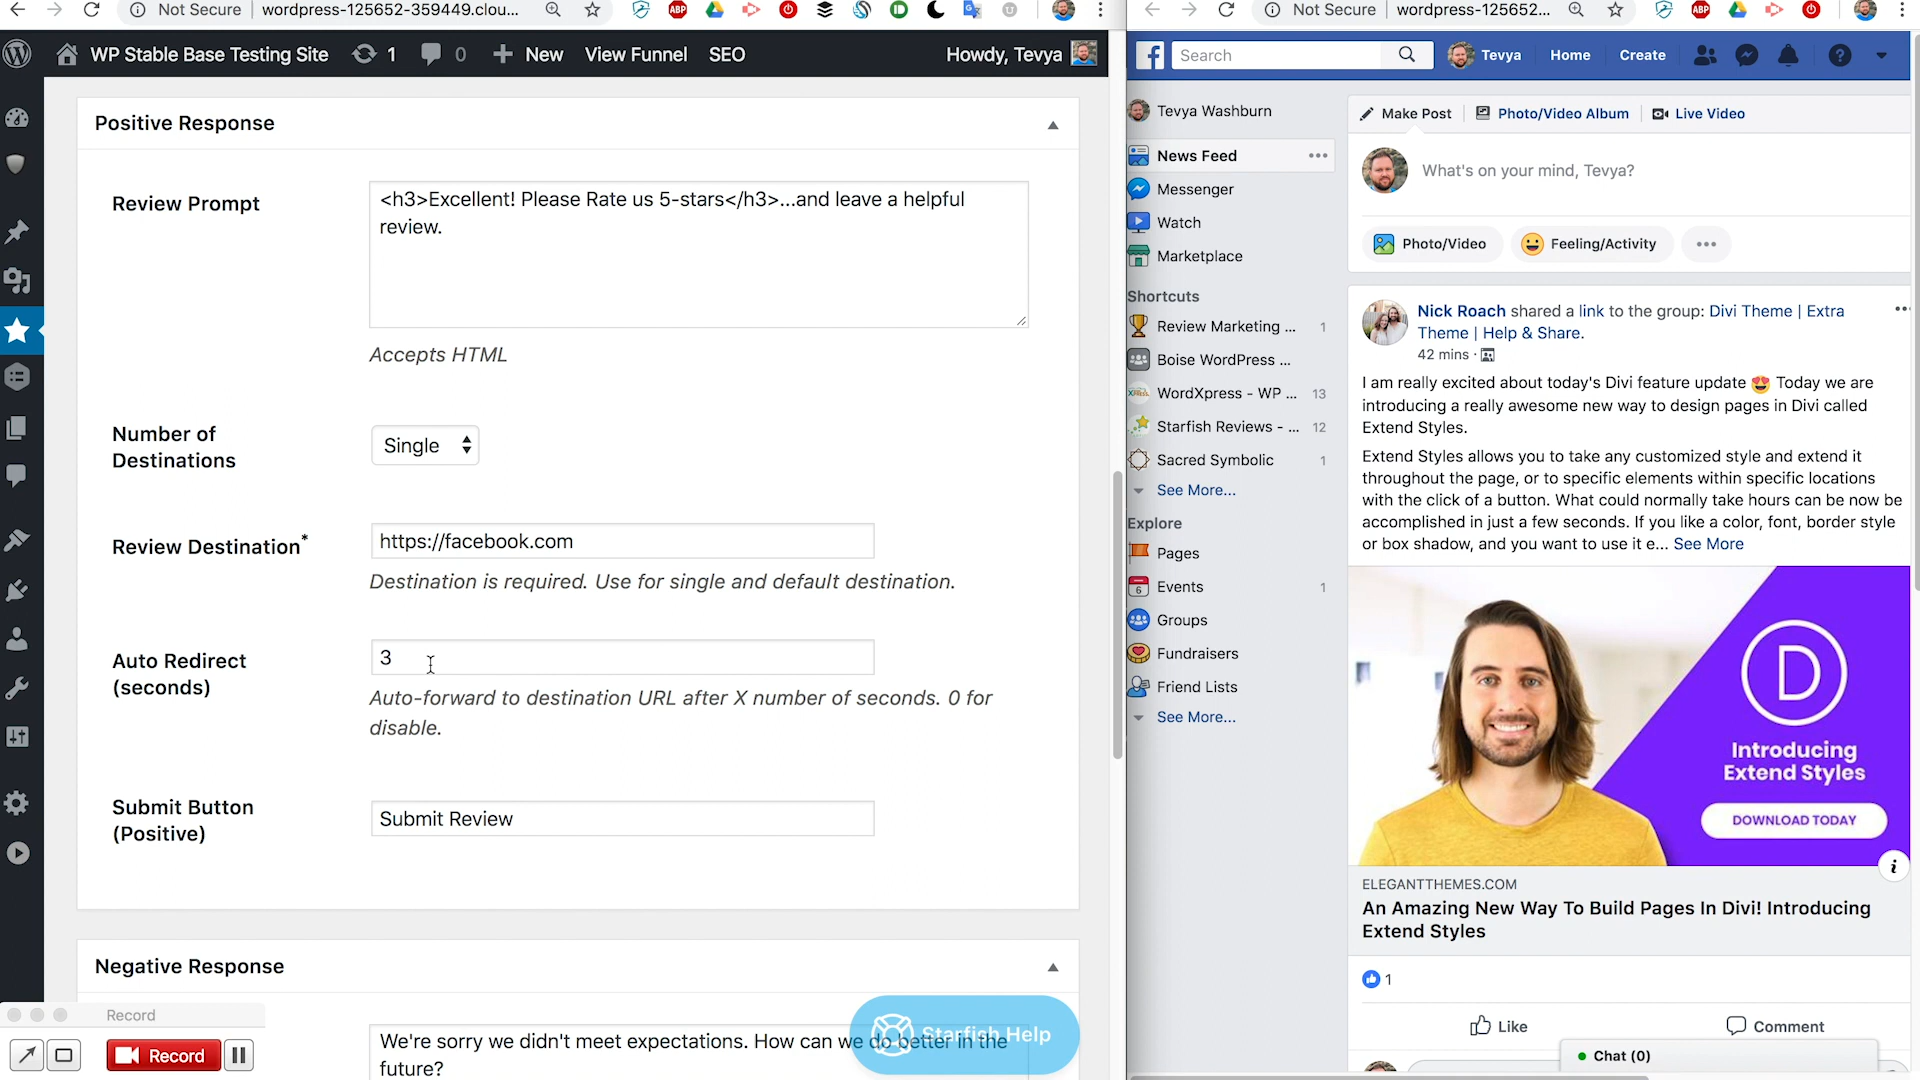 Not Secure
wordpress-125652-359449.clou...
WP Stable Base Testing Site
1
0
New
View Funnel
SEO
Howdy, Tevya
Positive Response
Review Prompt
<h3>Excellent! Please Rate us 5-stars</h3>...and leave a helpful
review.
Accepts HTML
Number of
Destinations
Single
Review Destination*
https://facebook.com
Destination is required. Use for single and default destination.
Auto Redirect
(seconds)
3
Auto-forward to destination URL after X number of seconds. 0 for
disable.
Submit Button
(Positive)
Submit Review
Negative Response
We're sorry we didn't meet expectations. How can we do better in the
future?
Starfish Help
Record
Record
Not Secure
wordpress-125652...
ABP
ABP
Search
Tevya
Home
Create
Tevya Washburn
News Feed
Messenger
Watch
Marketplace
Shortcuts
Review Marketing ... 1
Boise WordPress ...
WordXpress - WP ... 13
Starfish Reviews - ... 12
Sacred Symbolic 1
See More...
Explore
Pages
Events 1
6
Groups
Fundraisers
Friend Lists
See More...
Make Post
Photo/Video Album
Live Video
What's on your mind, Tevya?
Photo/Video
Feeling/Activity
Nick Roach shared a link to the group: Divi Theme | Extra
Theme | Help & Share.
42 mins ·
I am really excited about today's Divi feature update 😍 Today we are
introducing a really awesome new way to design pages in Divi called
Extend Styles.
Extend Styles allows you to take any customized style and extend it
throughout the page, or to specific elements within specific locations
with the click of a button. What could normally take hours can be now be
accomplished in just a few seconds. If you like a color, font, border style
or box shadow, and you want to use it e... See More
D
Introducing
Extend Styles
DOWNLOAD TODAY
ELEGANTTHEMES.COM
An Amazing New Way To Build Pages In Divi! Introducing
Extend Styles
1
Like
Comment
Chat (0)